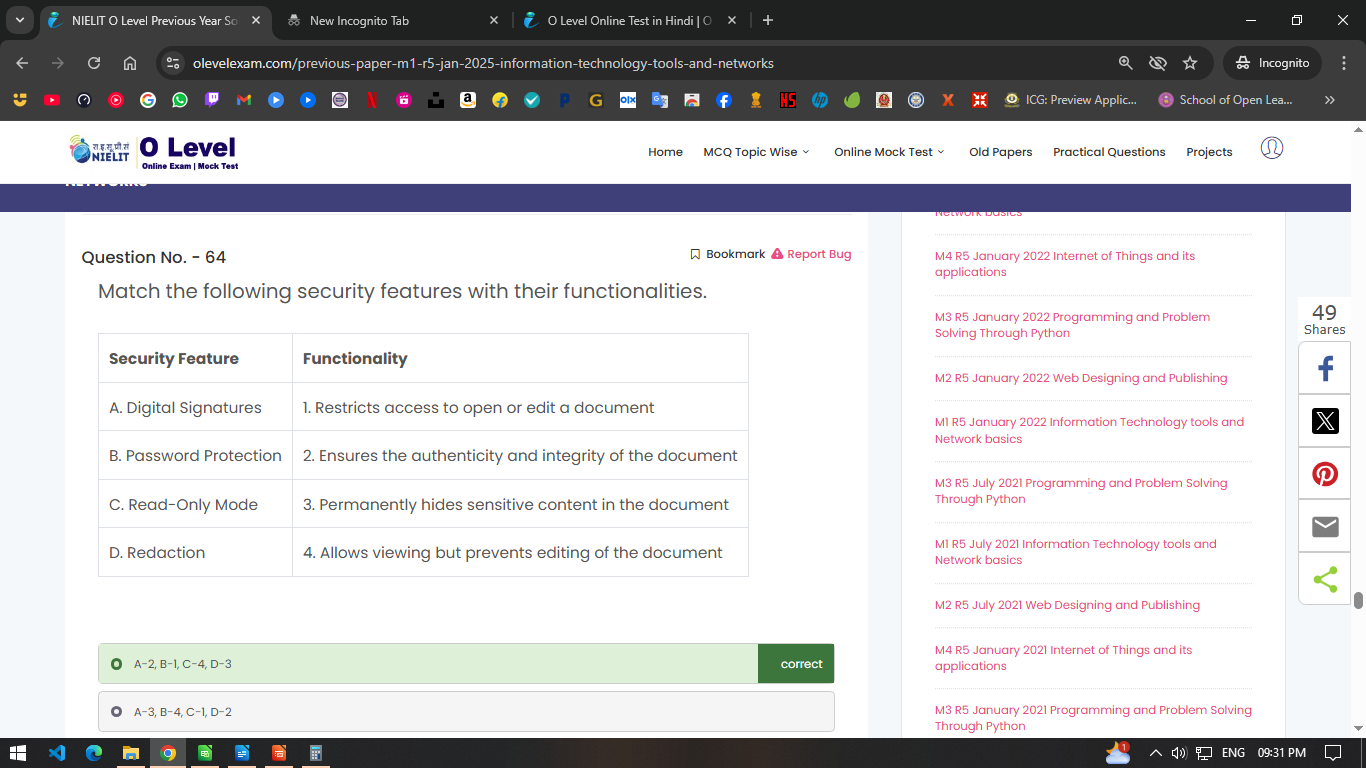 NIELIT O Level Previous Year So
New Incognito Tab
O Level Online Test in Hindi | O
olevelexam.com/previous-paper-m1-r5-jan-2025-information-technology-tools-and-networks
Incognito
ICG: Preview Applic...
School of Open Lea...
रा.इ.सू.प्रौ.सं
NIELIT
O Level
Online Exam | Mock Test
Home
MCQ Topic Wise
Online Mock Test
Old Papers
Practical Questions
Projects
NETWORKS
Question No. - 64
Bookmark
Report Bug
Match the following security features with their functionalities.
Security Feature
Functionality
A. Digital Signatures
1. Restricts access to open or edit a document
B. Password Protection
2. Ensures the authenticity and integrity of the document
C. Read-Only Mode
3. Permanently hides sensitive content in the document
D. Redaction
4. Allows viewing but prevents editing of the document
A-2, B-1, C-4, D-3
correct
A-3, B-4, C-1, D-2
Network basics
M4 R5 January 2022 Internet of Things and its
applications
M3 R5 January 2022 Programming and Problem
Solving Through Python
M2 R5 January 2022 Web Designing and Publishing
M1 R5 January 2022 Information Technology tools and
Network basics
M3 R5 July 2021 Programming and Problem Solving
Through Python
M1 R5 July 2021 Information Technology tools and
Network basics
M2 R5 July 2021 Web Designing and Publishing
M4 R5 January 2021 Internet of Things and its
applications
M3 R5 January 2021 Programming and Problem Solving
Through Python
49
Shares
1
ENG
09:31 PM